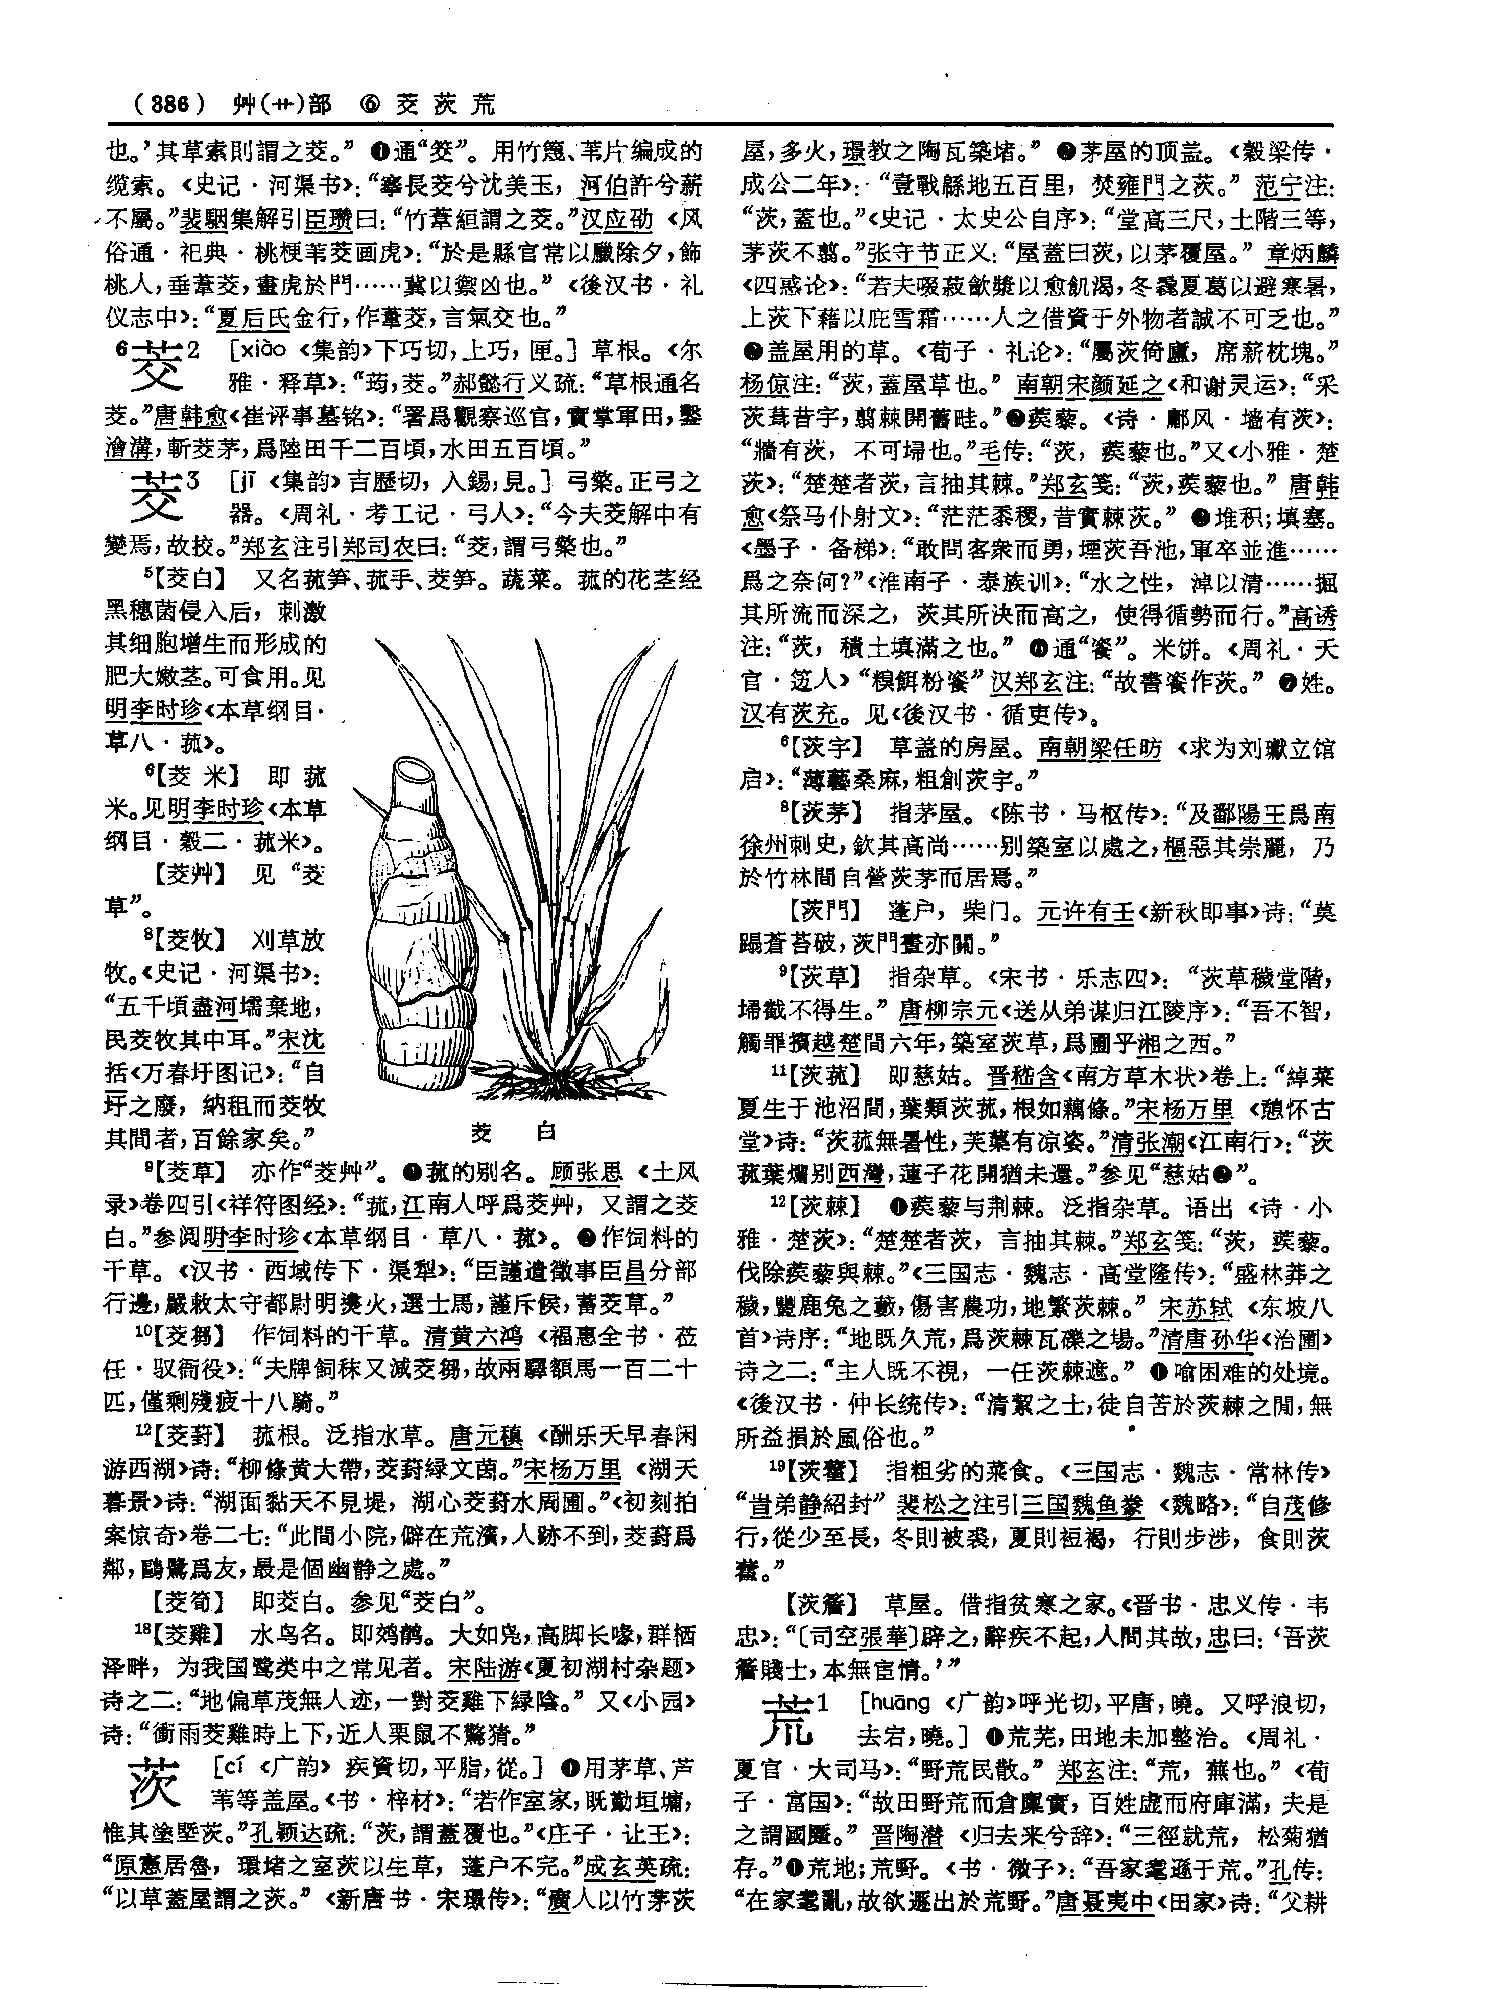 (386) 艸(艹)部 ⑥ 茭 茨 荒
也。’其草索則謂之茭。”❶通“筊”。用竹篾、苇片编成的
缆索。《史记·河渠书》：“搴長茭兮沈美玉，河伯許兮薪
不屬。”裴駰集解引臣瓒曰：“竹葦絙謂之茭。”汉应劭《风
俗通·祀典·桃梗苇茭画虎》：“於是縣官常以臘除夕，飾
桃人，垂葦茭，畫虎於門……冀以禦凶也。”《後汉书·礼
仪志中》：“夏后氏金行，作葦茭，言氣交也。”
6茭2 [xiào《集韵》下巧切，上巧，匣。] 草根。《尔
雅·释草》：“荺，茭。”郝懿行义疏：“草根通名
茭。”唐韩愈《崔评事墓铭》：“署爲觀察巡官，實掌軍田，鑿
澮溝，斬茭茅，爲陸田千二百頃，水田五百頃。”
茭3 [jī《集韵》吉歷切，入錫，見。] 弓檠。正弓之
器。《周礼·考工记·弓人》：“今夫茭解中有
變焉，故挍。”郑玄注引郑司农曰：“茭，謂弓檠也。”
5【茭白】 又名菰笋、菰手、茭笋。蔬菜。菰的花茎经
黑穗菌侵入后，刺激
其细胞增生而形成的
肥大嫩茎。可食用。见
明李时珍《本草纲目·
草八·菰》。
6【茭米】 即菰
米。见明李时珍《本草
纲目·穀二·菰米》。
【茭艸】 见“茭
草”。
8【茭牧】 刈草放
牧。《史记·河渠书》：
“五千頃盡河壖棄地，
民茭牧其中耳。”宋沈
括《万春圩图记》：“自
圩之廢，納租而茭牧
其間者，百餘家矣。”
茭 白
9【茭草】 亦作“茭艸”。❶菰的别名。顾张思《土风
录》卷四引《祥符图经》：“菰，江南人呼爲茭艸，又謂之茭
白。”参阅明李时珍《本草纲目·草八·菰》。❷作饲料的
干草。《汉书·西域传下·渠犁》：“臣謹遣徵事臣昌分部
行邊，嚴敕太守都尉明㷭火，選士馬，謹斥候，蓄茭草。”
10【茭芻】 作饲料的干草。清黄六鸿《福惠全书·莅
任·驭衙役》：“夫牌飼秣又減茭芻，故兩驛額馬一百二十
匹，僅剩殘疲十八騎。”
12【茭葑】 菰根。泛指水草。唐元稹《酬乐天早春闲
游西湖》诗：“柳條黄大帶，茭葑緑文茵。”宋杨万里《湖天
暮景》诗：“湖面黏天不見堤，湖心茭葑水周圍。”《初刻拍
案惊奇》卷二七：“此間小院，僻在荒濱，人跡不到，茭葑爲
鄰，鷗鷺爲友，最是個幽静之處。”
【茭筍】 即茭白。参见“茭白”。
18【茭雞】 水鸟名。即䴔䴖。大如凫，高脚长喙，群栖
泽畔，为我国鹭类中之常见者。宋陆游《夏初湖村杂题》
诗之二：“地偏草茂無人迹，一對茭雞下緑陰。”又《小园》
诗：“衝雨茭雞時上下，近人栗鼠不驚猜。”
茨 [cí《广韵》疾資切，平脂，從。] ❶用茅草、芦
苇等盖屋。《书·梓材》：“若作室家，既勤垣墉，
惟其塗塈茨。”孔颖达疏：“茨，謂蓋覆也。”《庄子·让王》：
“原憲居魯，環堵之室茨以生草，蓬户不完。”成玄英疏：
“以草蓋屋謂之茨。”《新唐书·宋璟传》：“廣人以竹茅茨
屋，多火，璟教之陶瓦築堵。”❷茅屋的顶盖。《穀梁传·
成公二年》：“壹戰緜地五百里，焚雍門之茨。”范宁注：
“茨，蓋也。”《史记·太史公自序》：“堂高三尺，土階三等，
茅茨不翦。”张守节正义：“屋蓋曰茨，以茅覆屋。”章炳麟
《四惑论》：“若夫啜菽歠漿以愈飢渴，冬毳夏葛以避寒暑，
上茨下藉以庇雪霜……人之借資于外物者誠不可乏也。”
❸盖屋用的草。《荀子·礼论》：“屬茨倚廬，席薪枕塊。”
杨倞注：“茨，蓋屋草也。”南朝宋颜延之《和谢灵运》：“采
茨葺昔宇，翦棘開舊畦。”❹蒺藜。《诗·鄘风·墙有茨》：
“牆有茨，不可埽也。”毛传：“茨，蒺藜也。”又《小雅·楚
茨》：“楚楚者茨，言抽其棘。”郑玄笺：“茨，蒺藜也。”唐韩
愈《祭马仆射文》：“茫茫黍稷，昔實棘茨。”❺堆积；填塞。
《墨子·备梯》：“敢問客衆而勇，堙茨吾池，軍卒並進……
爲之奈何？”《淮南子·泰族训》：“水之性，淖以清……掘
其所流而深之，茨其所決而高之，使得循勢而行。”高诱
注：“茨，積土填滿之也。”❻通“餈”。米饼。《周礼·天
官·笾人》“糗餌粉餈”汉郑玄注：“故書餈作茨。”❼姓。
汉有茨充。见《後汉书·循吏传》。
6【茨宇】 草盖的房屋。南朝梁任昉《求为刘瓛立馆
启》：“薄藝桑麻，粗創茨宇。”
8【茨茅】 指茅屋。《陈书·马枢传》：“及鄱陽王爲南
徐州刺史，欽其高尚……别築室以處之，樞惡其崇麗，乃
於竹林間自營茨茅而居焉。”
【茨門】 蓬户，柴门。元许有壬《新秋即事》诗：“莫
蹋蒼苔破，茨門晝亦關。”
9【茨草】 指杂草。《宋书·乐志四》：“茨草穢堂階，
埽截不得生。”唐柳宗元《送从弟谋归江陵序》：“吾不智，
觸罪擯越楚間六年，築室茨草，爲圃乎湘之西。”
11【茨菰】 即慈姑。晋嵇含《南方草木状》卷上：“綽菜
夏生于池沼間，葉類茨菰，根如藕條。”宋杨万里《憩怀古
堂》诗：“茨菰無暑性，芙蕖有凉姿。”清张潮《江南行》：“茨
菰葉爛别西灣，蓮子花開猶未還。”参见“慈姑❷”。
12【茨棘】 ❶蒺藜与荆棘。泛指杂草。语出《诗·小
雅·楚茨》：“楚楚者茨，言抽其棘。”郑玄笺：“茨，蒺藜。
伐除蒺藜與棘。”《三国志·魏志·高堂隆传》：“盛林莽之
穢，豐鹿兔之藪，傷害農功，地繁茨棘。”宋苏轼《东坡八
首》诗序：“地既久荒，爲茨棘瓦礫之場。”清唐孙华《治圃》
诗之二：“主人既不視，一任茨棘遮。”❷喻困难的处境。
《後汉书·仲长统传》：“清絜之士，徒自苦於茨棘之間，無
所益損於風俗也。”
19【茨虀】 指粗劣的菜食。《三国志·魏志·常林传》
“旹弟静紹封”裴松之注引三国魏鱼豢《魏略》：“自茂修
行，從少至長，冬則被裘，夏則裋褐，行則步涉，食則茨
虀。”
【茨簷】 草屋。借指贫寒之家。《晋书·忠义传·韦
忠》：“〔司空張華〕辟之，辭疾不起，人問其故，忠曰：‘吾茨
簷賤士，本無宦情。’”
荒1 [huāng《广韵》呼光切，平唐，曉。又呼浪切，
去宕，曉。] ❶荒芜，田地未加整治。《周礼·
夏官·大司马》：“野荒民散。”郑玄注：“荒，蕪也。”《荀
子·富国》：“故田野荒而倉廩實，百姓虚而府庫滿，夫是
之謂國蹷。”晋陶潜《归去来兮辞》：“三徑就荒，松菊猶
存。”❷荒地；荒野。《书·微子》：“吾家耄遜于荒。”孔传：
“在家耄亂，故欲遯出於荒野。”唐聂夷中《田家》诗：“父耕